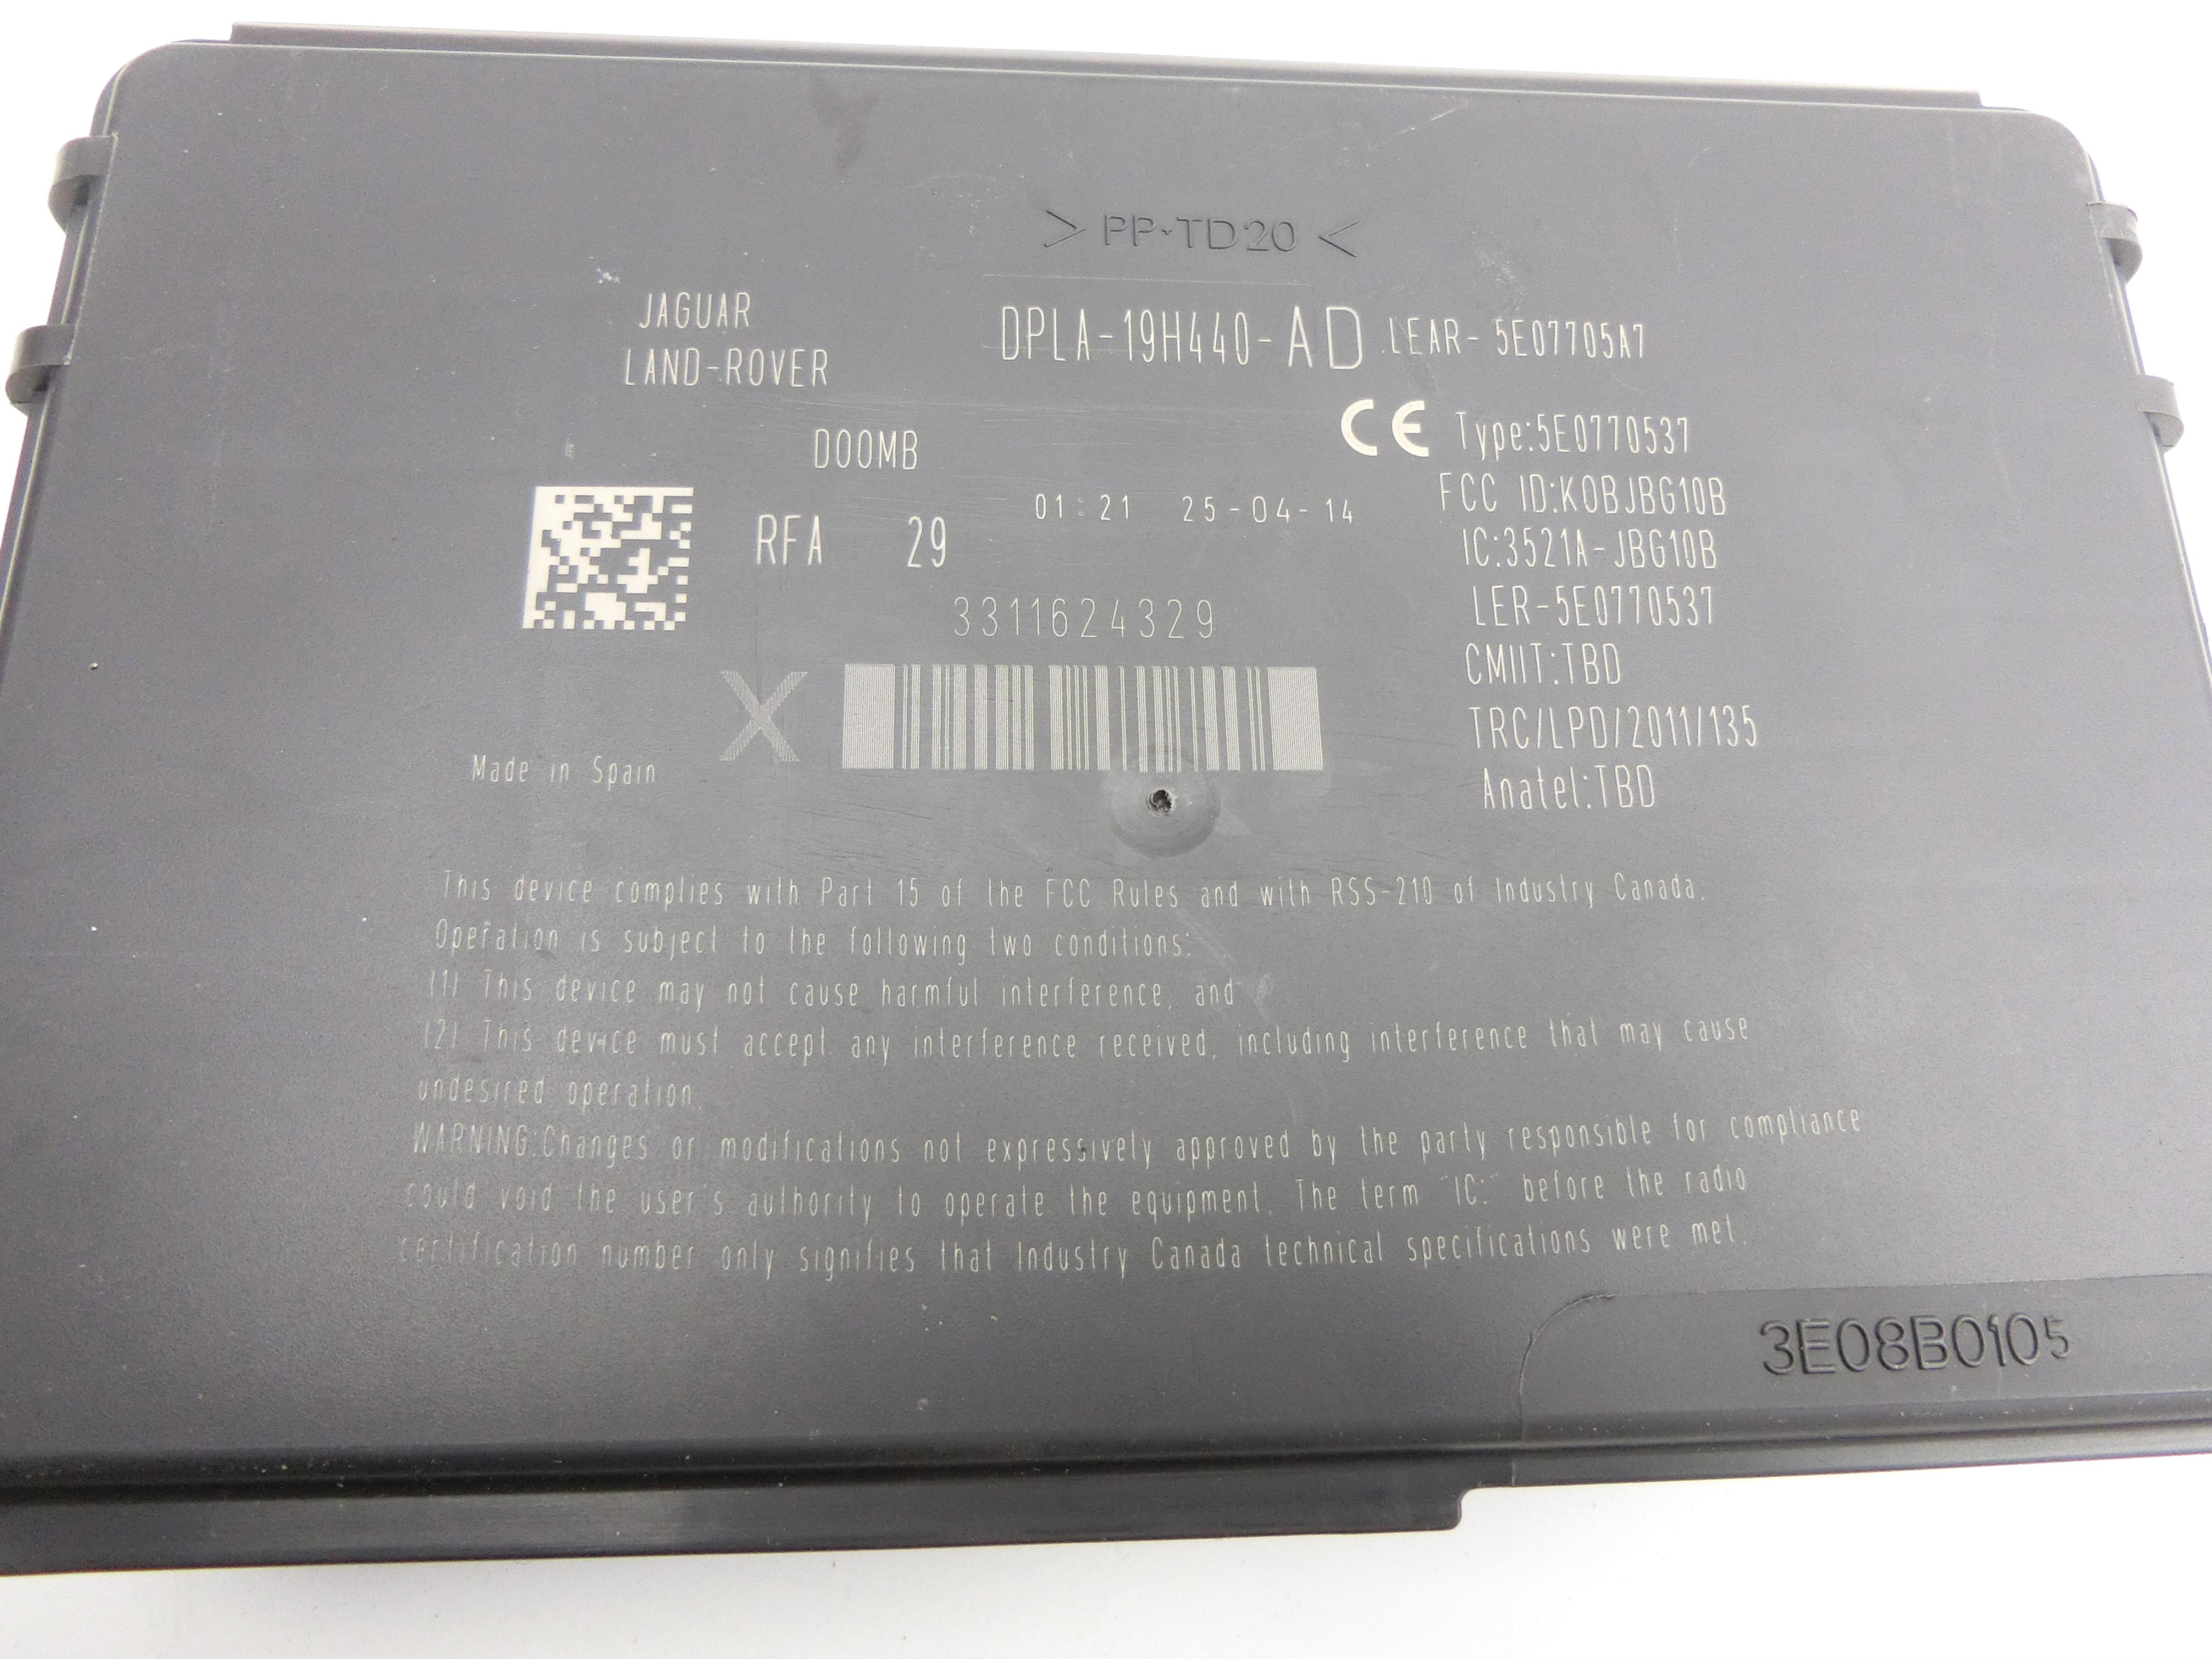 > PP-TD20 <
JAGUAR
LAND-ROVER
DPLA-19H440-AD LEAR- 5E07705A7
D00MB
CE Type:5E0770537
RFA 29
01:21 25-04-14
FCC ID:KOBJBG10B
IC:3521A-JBG10B
3311624329
LER-5E0770537
X
CMIIT:TBD
TRC/LPD/2011/135
Made in Spain
Anatel:TBD
This device complies with Part 15 of the FCC Rules and with RSS-210 of Industry Canada.
Operation is subject to the following two conditions:
(1) This device may not cause harmful interference, and
(2) This device must accept any interference received, including interference that may cause
undesired operation.
WARNING:Changes or modifications not expressively approved by the party responsible for compliance
could void the user's authority to operate the equipment. The term "IC:" before the radio
certification number only signifies that Industry Canada technical specifications were met.
3E08B0105